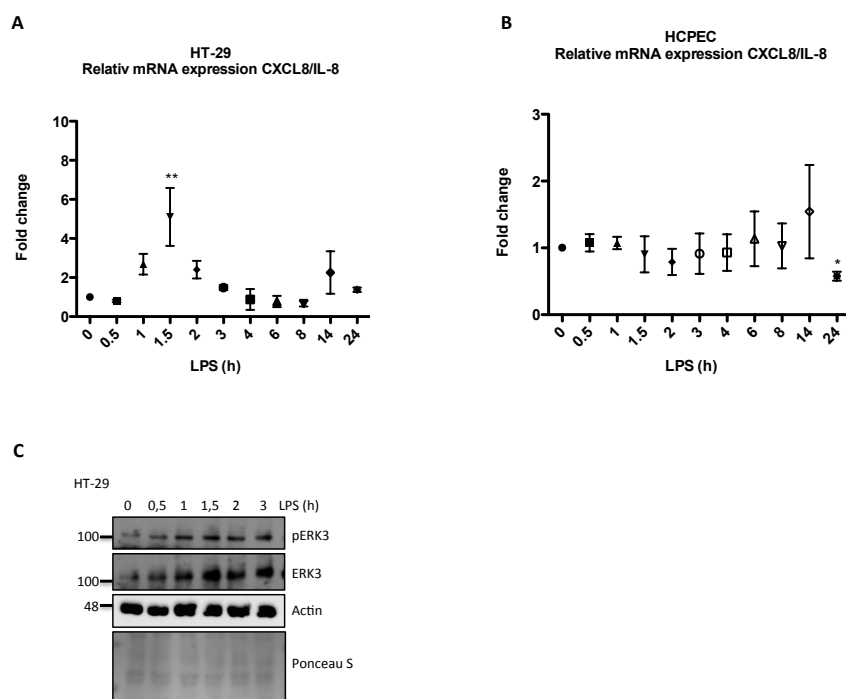 A
HT-29
Relativ mRNA expression CXCL8/IL-8
10
8
6
4
2
0
Fold change
0
0.5
1
1.5
2
3
4
6
8
14
24
**
LPS (h)
B
HCPEC
Relative mRNA expression CXCL8/IL-8
3
2
1
0
Fold change
0
0.5
1
1.5
2
3
4
6
8
14
24
*
LPS (h)
C
HT-29
0 0,5 1 1,5 2 3 LPS (h)
100 pERK3
100 ERK3
48 Actin
Ponceau S